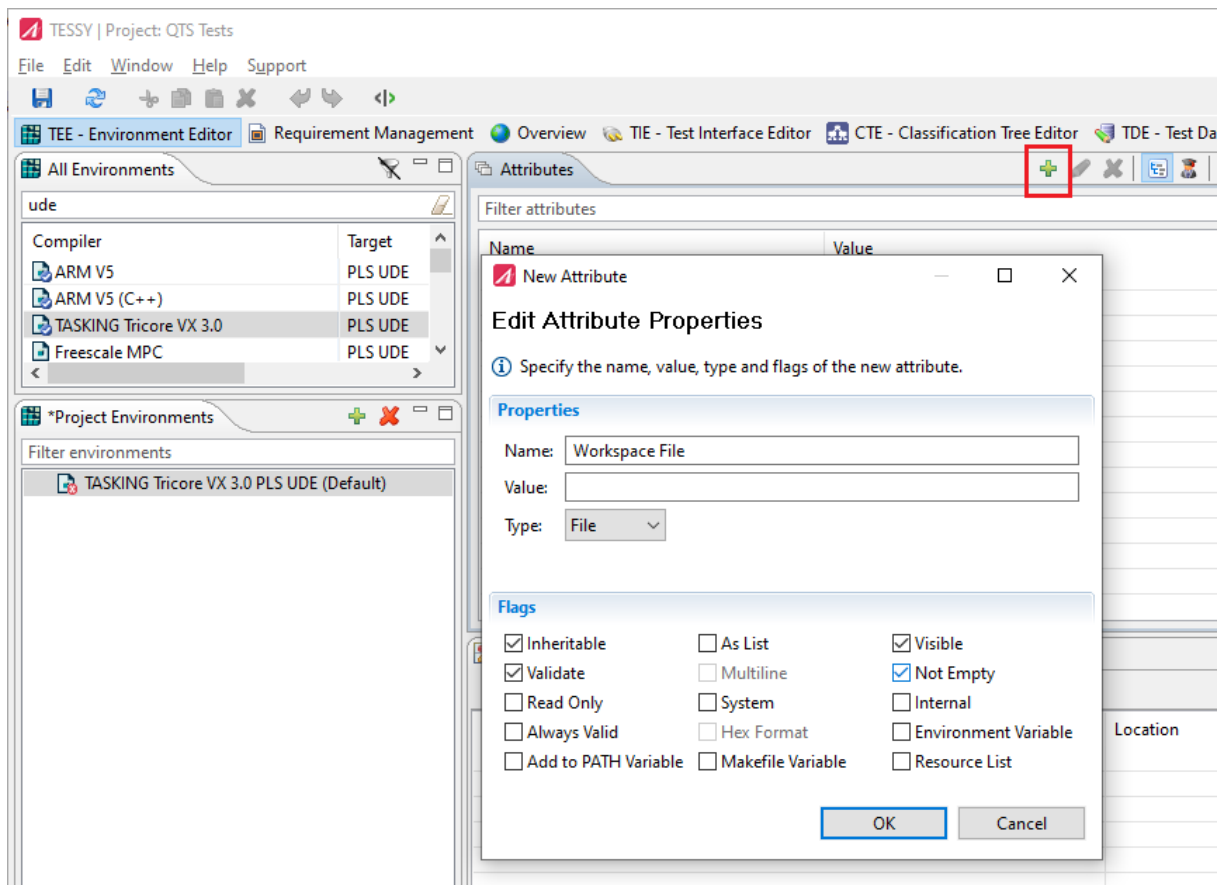 TESSY | Project: QTS Tests
File Edit Window Help Support
TEE - Environment Editor Requirement Management Overview TIE - Test Interface Editor CTE - Classification Tree Editor TDE - Test Da
All Environments
ude
Compiler Target
ARM V5 PLS UDE
ARM V5 (C++) PLS UDE
TASKING Tricore VX 3.0 PLS UDE
Freescale MPC PLS UDE
*Project Environments
Filter environments
TASKING Tricore VX 3.0 PLS UDE (Default)
Attributes
Filter attributes
Name Value
New Attribute
Edit Attribute Properties
Specify the name, value, type and flags of the new attribute.
Properties
Name: Workspace File
Value:
Type: File
Flags
Inheritable As List Visible
Validate Multiline Not Empty
Read Only System Internal
Always Valid Hex Format Environment Variable
Add to PATH Variable Makefile Variable Resource List
OK Cancel
Location